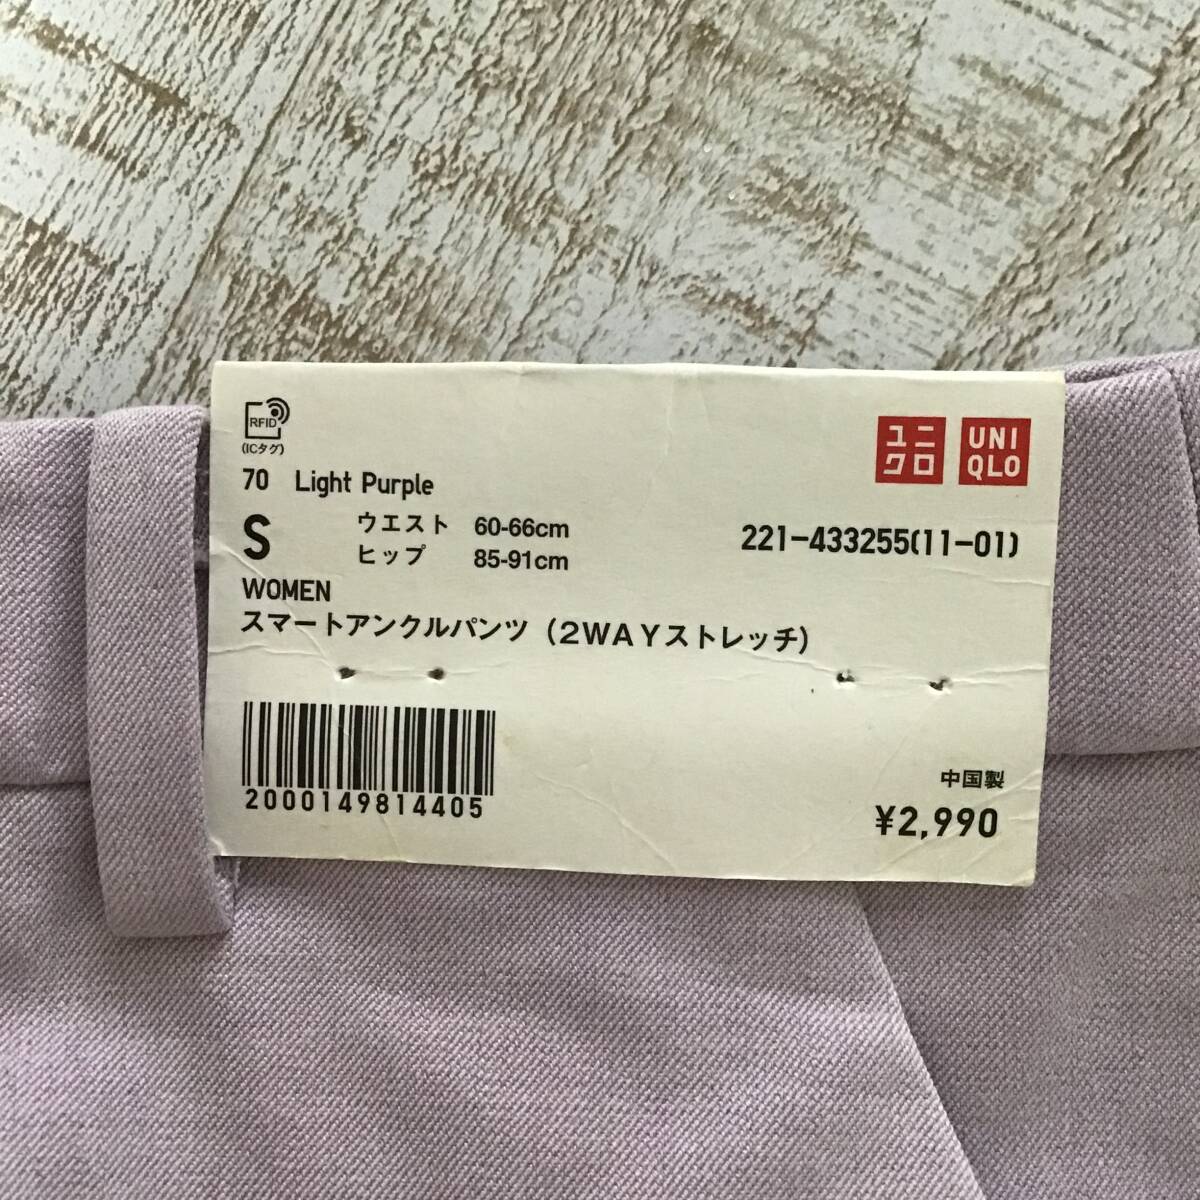 RFID
(ICタグ)
ユニ
クロ
UNI
QLO
70 Light Purple
S
ウエスト 60-66cm
ヒップ 85-91cm
221-433255(11-01)
WOMEN
スマートアンクルパンツ（2WAYストレッチ）
2000149814405
中国製
¥2,990